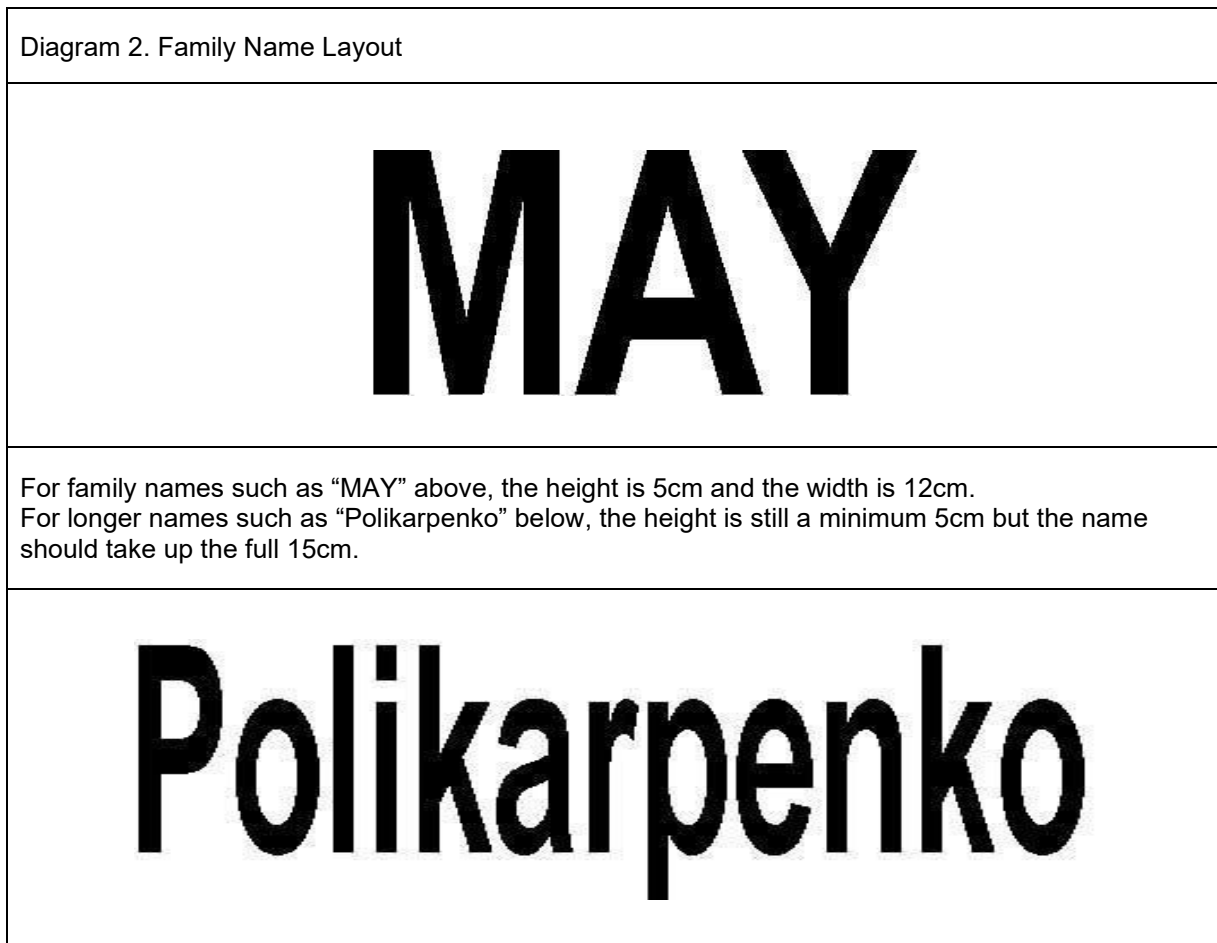 Diagram 2. Family Name Layout
MAY
For family names such as “MAY” above, the height is 5cm and the width is 12cm.
For longer names such as “Polikarpenko” below, the height is still a minimum 5cm but the name
should take up the full 15cm.
Polikarpenko